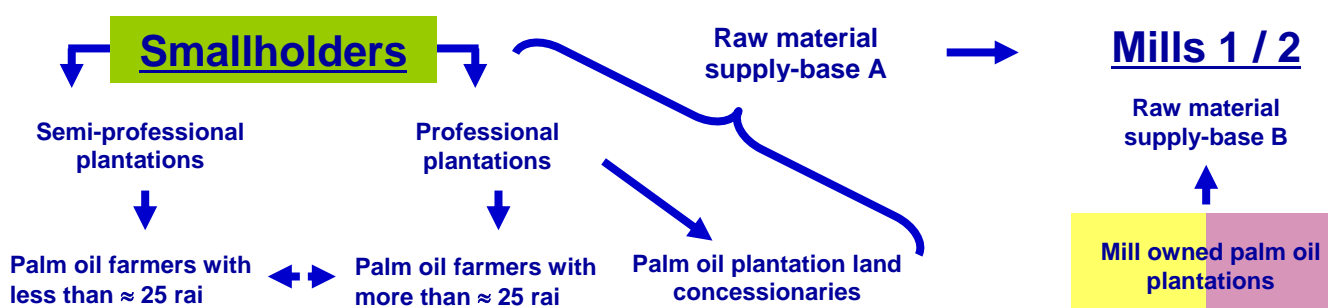 Smallholders
Raw material
supply-base A
Mills 1 / 2
Semi-professional
plantations
Professional
plantations
Raw material
supply-base B
Palm oil farmers with
less than ≈ 25 rai
Palm oil farmers with
more than ≈ 25 rai
Palm oil plantation land
concessionaries
Mill owned palm oil
plantations